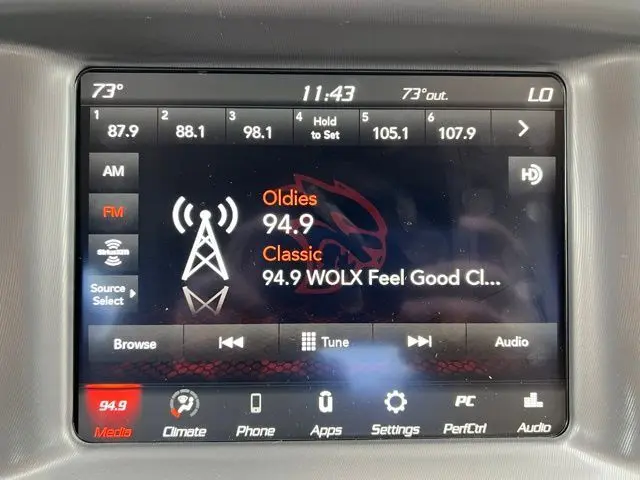 73° 11:43 73°out. LO
1 87.9 2 88.1 3 98.1 4 Hold to Set 5 105.1 6 107.9
AM
HD
FM
Oldies
94.9
SiriusXM
Classic
94.9 WOLX Feel Good Cl...
Source
Select
Browse Tune Audio
94.9 PC
Media Climate Phone Apps Settings PerfCtrl Audio